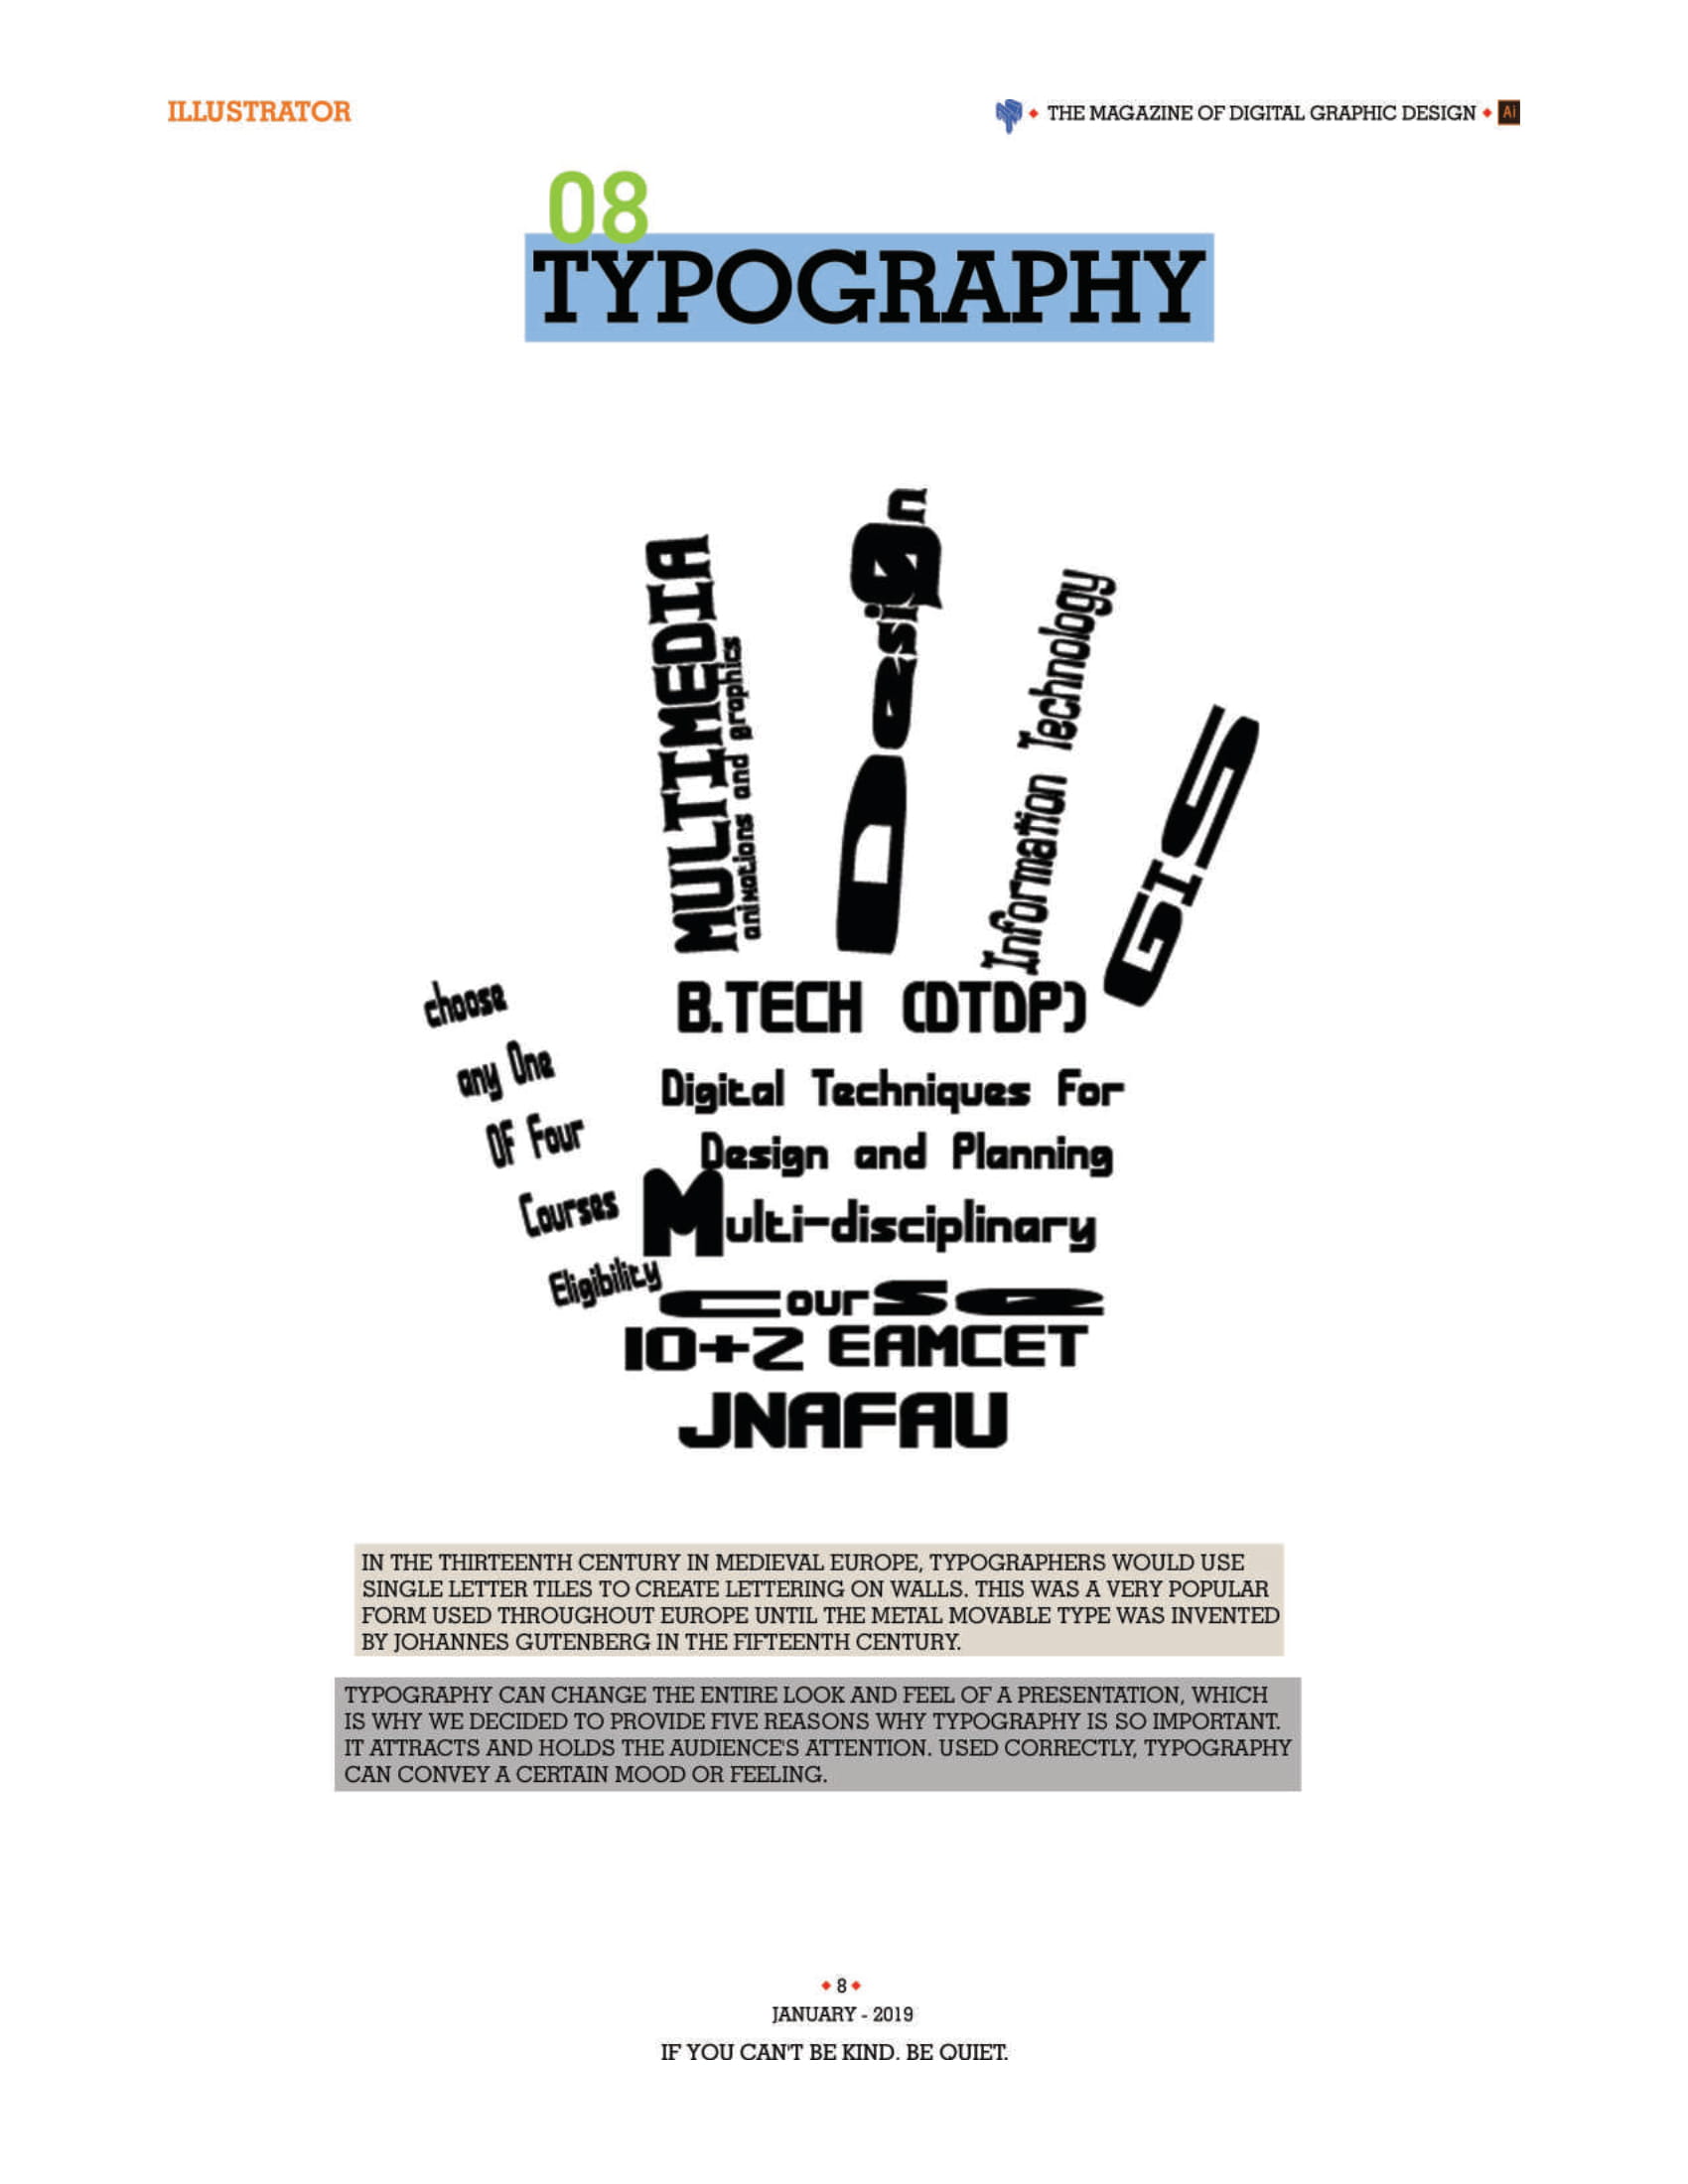 ILLUSTRATOR
THE MAGAZINE OF DIGITAL GRAPHIC DESIGN
Ai
08
TYPOGRAPHY
MULTIMEDIA
aniMations and Graphics
DesiGn
Information Technology
GIS
choose
any One
OF Four
Courses
Eligibility
B.TECH (DTDP)
Digital Techniques For
Design and Planning
Multi-disciplinary
CourSe
10+2 EAMCET
JNAFAU
IN THE THIRTEENTH CENTURY IN MEDIEVAL EUROPE, TYPOGRAPHERS WOULD USE
SINGLE LETTER TILES TO CREATE LETTERING ON WALLS. THIS WAS A VERY POPULAR
FORM USED THROUGHOUT EUROPE UNTIL THE METAL MOVABLE TYPE WAS INVENTED
BY JOHANNES GUTENBERG IN THE FIFTEENTH CENTURY.
TYPOGRAPHY CAN CHANGE THE ENTIRE LOOK AND FEEL OF A PRESENTATION, WHICH
IS WHY WE DECIDED TO PROVIDE FIVE REASONS WHY TYPOGRAPHY IS SO IMPORTANT.
IT ATTRACTS AND HOLDS THE AUDIENCE'S ATTENTION. USED CORRECTLY, TYPOGRAPHY
CAN CONVEY A CERTAIN MOOD OR FEELING.
8
JANUARY - 2019
IF YOU CAN'T BE KIND. BE QUIET.